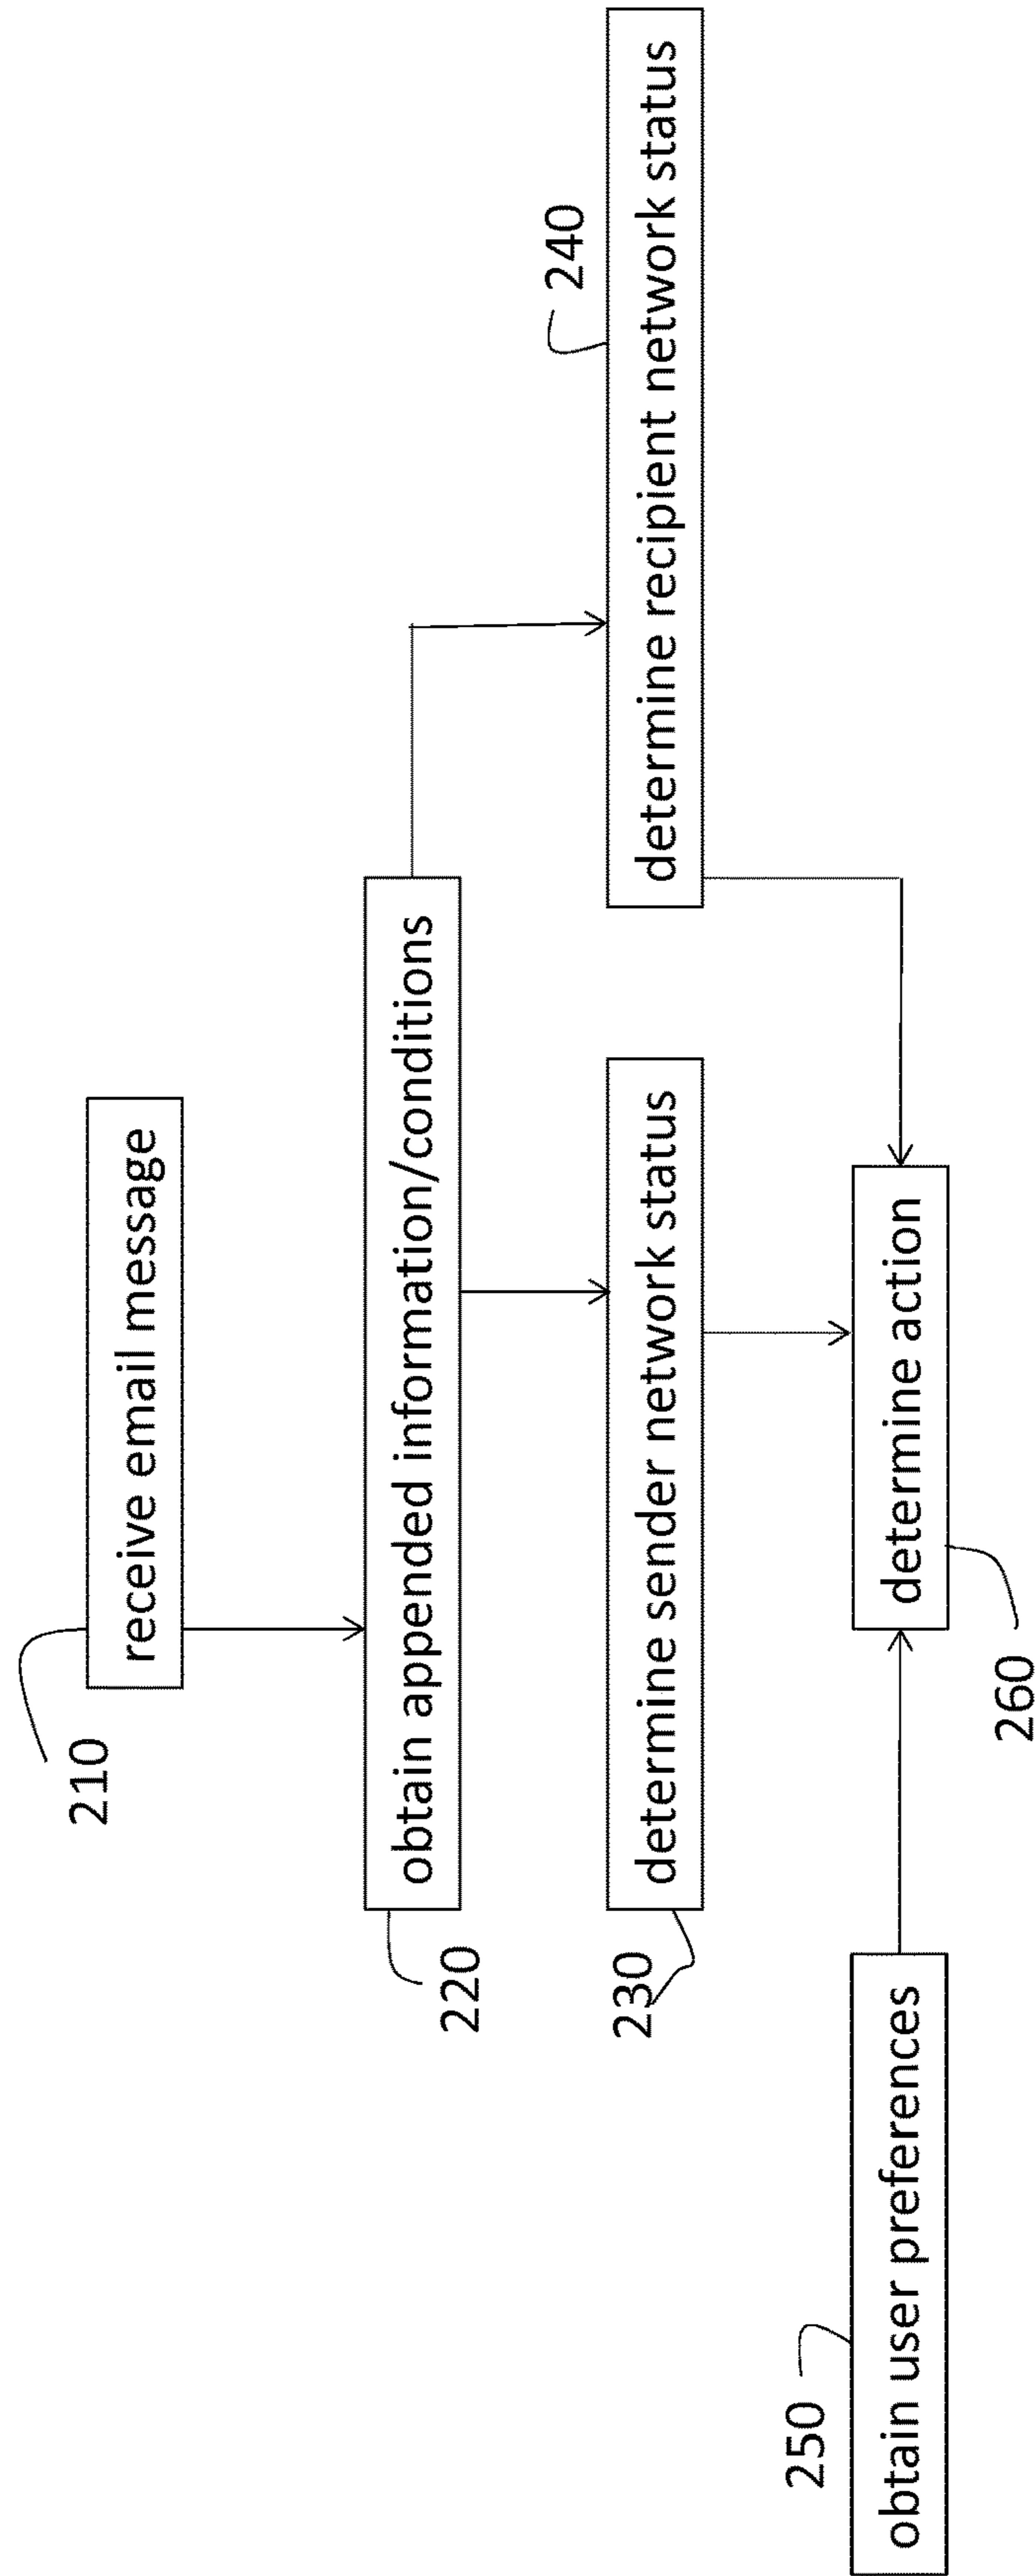 210
receive email message
220
obtain appended information/conditions
230
determine sender network status
240
determine recipient network status
250
obtain user preferences
260
determine action